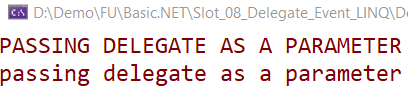 D:\Demo\FU\Basic.NET\Slot_08_Delegate_Event_LINQ\De
PASSING DELEGATE AS A PARAMETER
passing delegate as a parameter